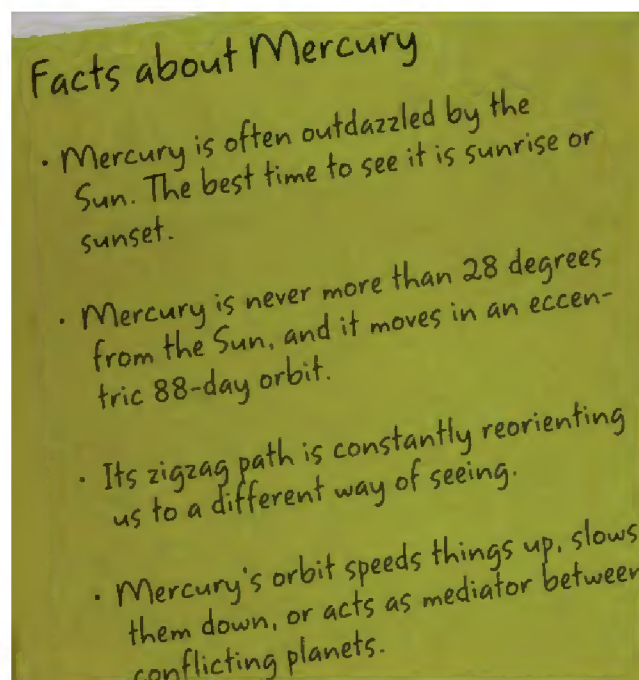 Facts about Mercury
· Mercury is often outdazzled by the
Sun. The best time to see it is sunrise or
sunset.
· Mercury is never more than 28 degrees
from the Sun, and it moves in an eccen-
tric 88-day orbit.
· Its zigzag path is constantly reorienting
us to a different way of seeing.
· Mercury's orbit speeds things up, slows
them down, or acts as mediator between
conflicting planets.